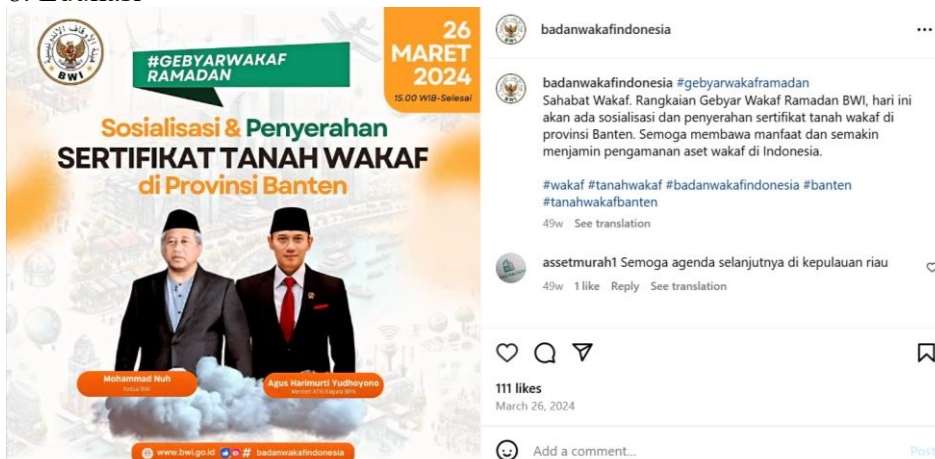 #GEBYARWAKAF
RAMADAN
26
MARET
2024
15.00 WIB-Selesai
BWI
Sosialisasi & Penyerahan
SERTIFIKAT TANAH WAKAF
di Provinsi Banten
Mohammad Nuh
Ketua BWI
Agus Harimurti Yudhoyono
Menteri ATR/Kepala BPN
www.bwi.go.id # badanwakafindonesia
badanwakafindonesia
badanwakafindonesia #gebyarwakaframadan
Sahabat Wakaf. Rangkaian Gebyar Wakaf Ramadan BWI, hari ini
akan ada sosialisasi dan penyerahan sertifikat tanah wakaf di
provinsi Banten. Semoga membawa manfaat dan semakin
menjamin pengamanan aset wakaf di Indonesia.
#wakaf #tanahwakaf #badanwakafindonesia #banten
#tanahwakafbanten
49w See translation
assetmurah1 Semoga agenda selanjutnya di kepulauan riau
49w 1 like Reply See translation
111 likes
March 26, 2024
Add a comment...
Post